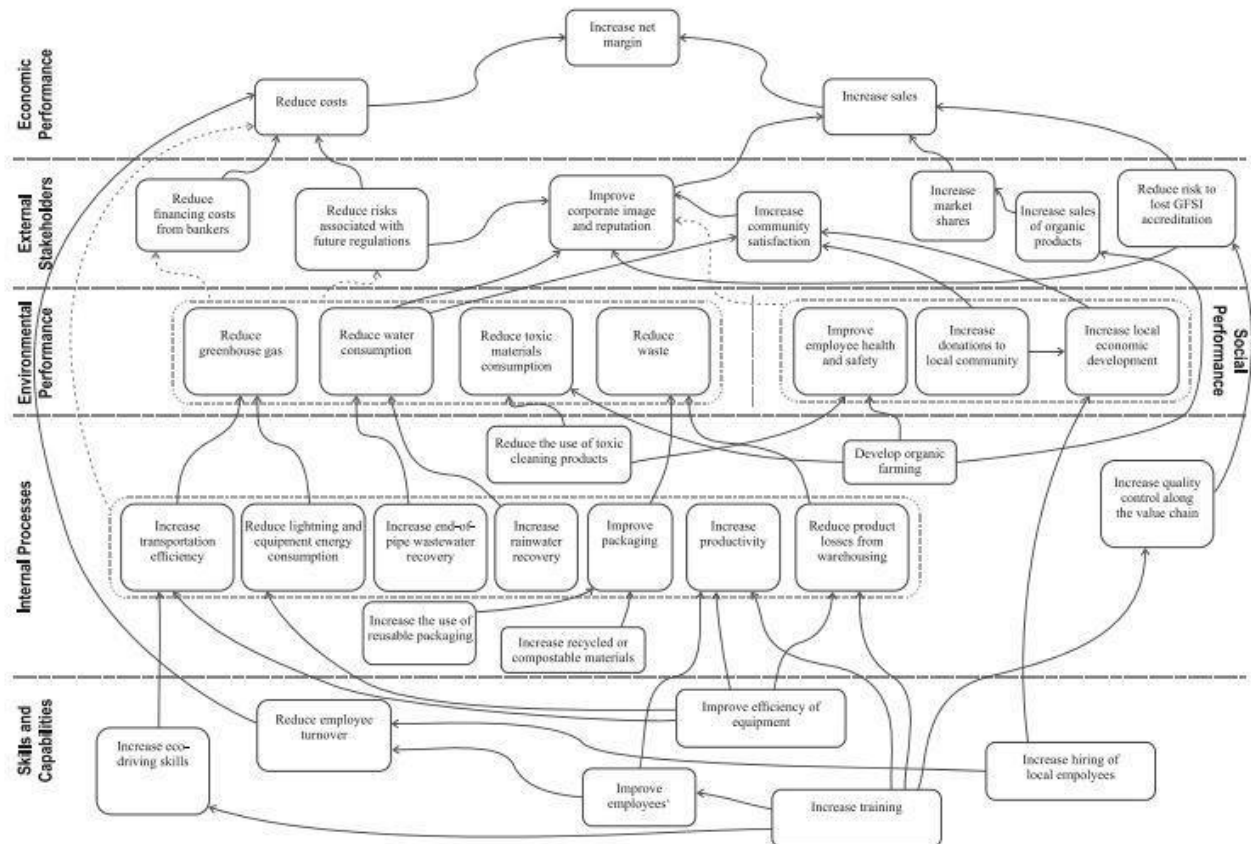 Economic
Performance
Increase net
margin
Reduce costs
Increase sales
External
Stakeholders
Reduce
financing costs
from bankers
Reduce risks
associated with
future regulations
Improve
corporate image
and reputation
Imcrease
community
satisfaction
Increase
market
shares
Increase sales
of organic
products
Reduce risk to
lost GFSI
accreditation
Environmental
Performance
Reduce
greenhouse gas
Reduce water
consumption
Reduce toxic
materials
consumption
Reduce
waste
Improve
employee health
and safety
Increase
donations to
local community
Increase local
economic
development
Social
Performance
Internal Processes
Reduce the use of toxic
cleaning products
Develop organic
farming
Increase quality
control along
the value chain
Increase
transportation
efficiency
Reduce lightning and
equipment energy
consumption
Increase end-of-
pipe wastewater
recovery
Increase
rainwater
recovery
Improve
packaging
Increase
productivity
Reduce product
losses from
warehousing
Increase the use of
reusable packaging
Increase recycled or
compostable materials
Skills and
Capabilities
Increase eco-
driving skills
Reduce employee
turnover
Improve efficiency of
equipment
Improve
employees'
Increase training
Increase hiring of
local empolyees